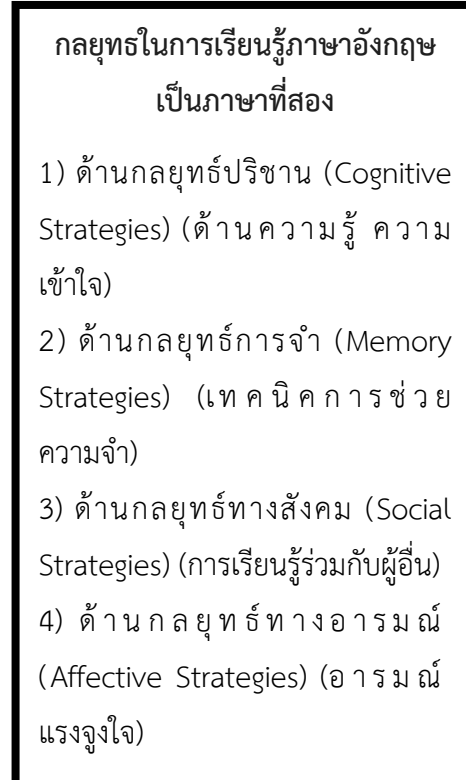 กลยุทธในการเรียนรู้ภาษาอังกฤษ
เป็นภาษาที่สอง
1) ด้านกลยุทธ์ปริชาน (Cognitive
Strategies) (ด้านความรู้ ความ
เข้าใจ)
2) ด้านกลยุทธ์การจำ (Memory
Strategies) (เทคนิคการช่วย
ความจำ)
3) ด้านกลยุทธ์ทางสังคม (Social
Strategies) (การเรียนรู้ร่วมกับผู้อื่น)
4) ด้านกลยุทธ์ทางอารมณ์
(Affective Strategies) (อารมณ์
แรงจูงใจ)